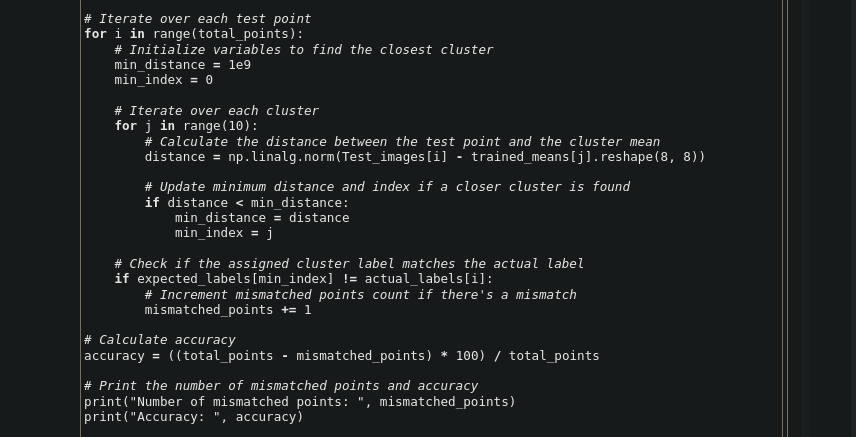 # Iterate over each test point
for i in range(total_points):
    # Initialize variables to find the closest cluster
    min_distance = 1e9
    min_index = 0

    # Iterate over each cluster
    for j in range(10):
        # Calculate the distance between the test point and the cluster mean
        distance = np.linalg.norm(Test_images[i] - trained_means[j].reshape(8, 8))

        # Update minimum distance and index if a closer cluster is found
        if distance < min_distance:
            min_distance = distance
            min_index = j

    # Check if the assigned cluster label matches the actual label
    if expected_labels[min_index] != actual_labels[i]:
        # Increment mismatched points count if there's a mismatch
        mismatched_points += 1

# Calculate accuracy
accuracy = ((total_points - mismatched_points) * 100) / total_points

# Print the number of mismatched points and accuracy
print("Number of mismatched points: ", mismatched_points)
print("Accuracy: ", accuracy)